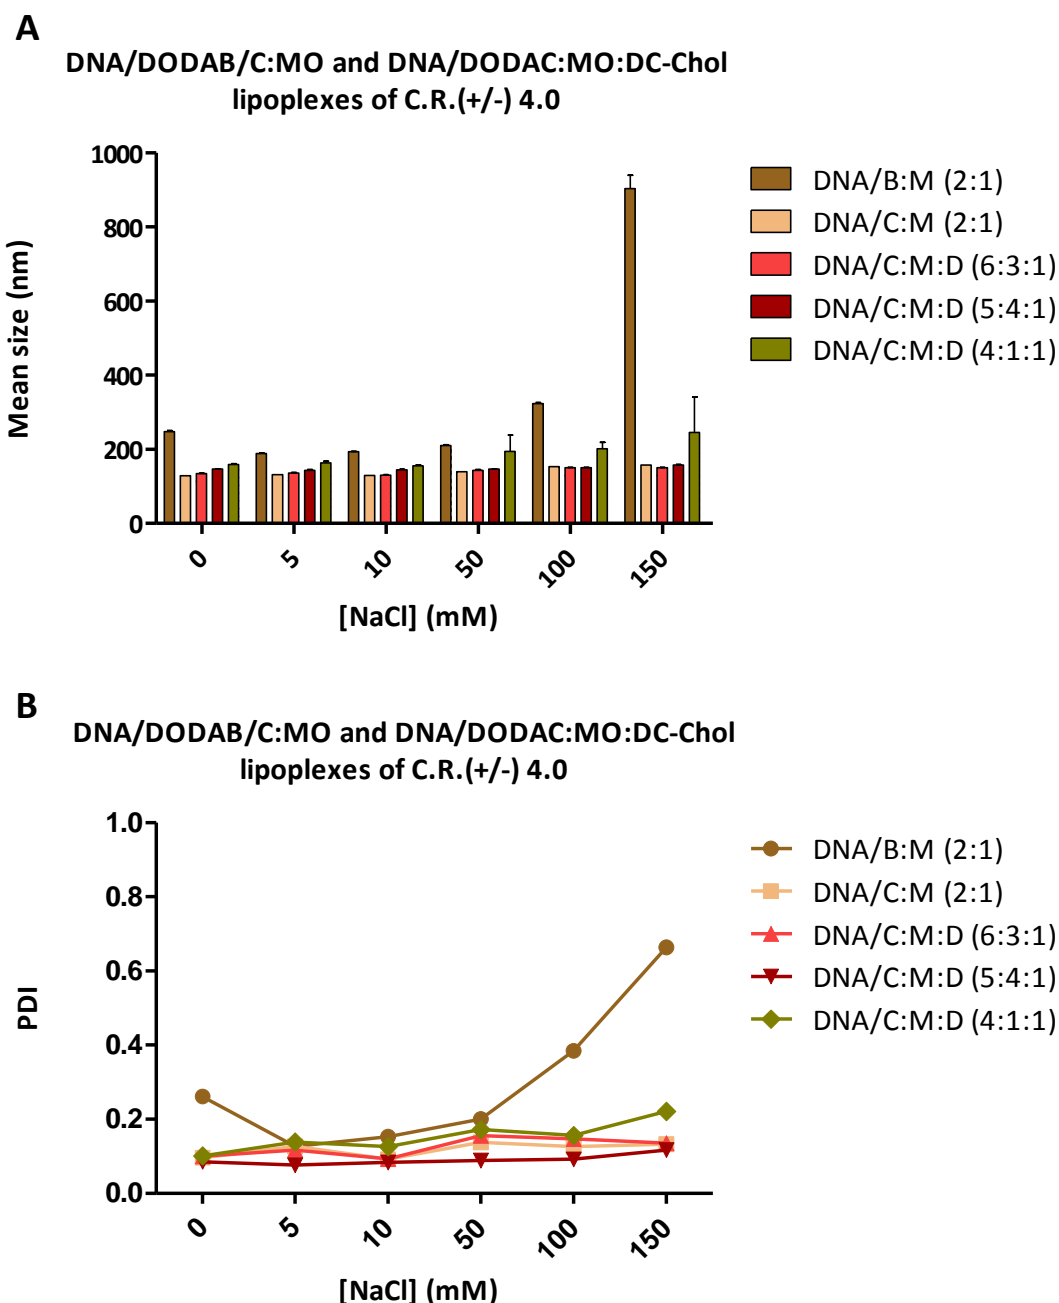 A
DNA/DODAB/C:MO and DNA/DODAC:MO:DC-Chol
lipoplexes of C.R.(+/-) 4.0
Mean size (nm)
1000
800
600
400
200
0
0
5
10
50
100
150
[NaCl] (mM)
DNA/B:M (2:1)
DNA/C:M (2:1)
DNA/C:M:D (6:3:1)
DNA/C:M:D (5:4:1)
DNA/C:M:D (4:1:1)
B
DNA/DODAB/C:MO and DNA/DODAC:MO:DC-Chol
lipoplexes of C.R.(+/-) 4.0
PDI
1.0
0.8
0.6
0.4
0.2
0.0
0
5
10
50
100
150
[NaCl] (mM)
DNA/B:M (2:1)
DNA/C:M (2:1)
DNA/C:M:D (6:3:1)
DNA/C:M:D (5:4:1)
DNA/C:M:D (4:1:1)